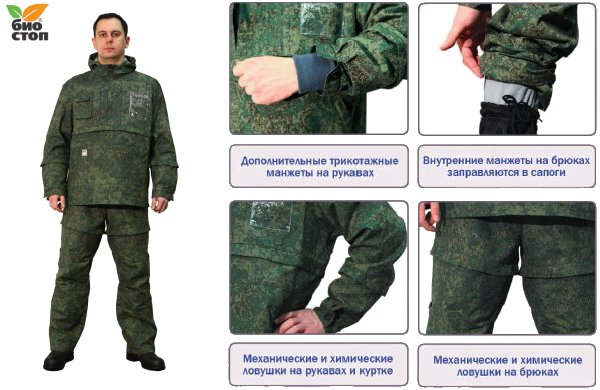 био
стоп
Дополнительные трикотажные
манжеты на рукавах
Внутренние манжеты на брюках
заправляются в сапоги
Механические и химические
ловушки на рукавах и куртке
Механические и химические
ловушки на брюках